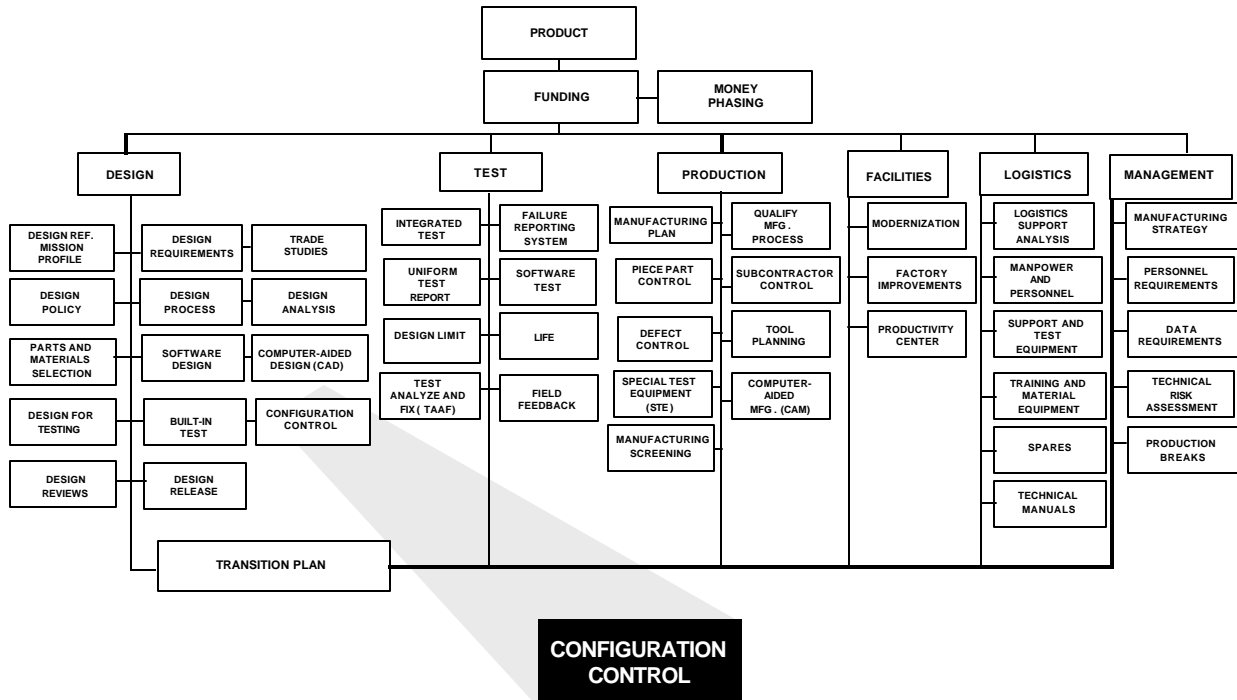 PRODUCT
FUNDING
MONEY
PHASING
DESIGN
TEST
PRODUCTION
FACILITIES
LOGISTICS
MANAGEMENT
DESIGN REF.
MISSION
PROFILE
DESIGN
REQUIREMENTS
TRADE
STUDIES
DESIGN
POLICY
DESIGN
PROCESS
DESIGN
ANALYSIS
PARTS AND
MATERIALS
SELECTION
SOFTWARE
DESIGN
COMPUTER-AIDED
DESIGN (CAD)
DESIGN FOR
TESTING
BUILT-IN
TEST
CONFIGURATION
CONTROL
DESIGN
REVIEWS
DESIGN
RELEASE
INTEGRATED
TEST
FAILURE
REPORTING
SYSTEM
UNIFORM
TEST
REPORT
SOFTWARE
TEST
DESIGN LIMIT
LIFE
TEST
ANALYZE AND
FIX ( TAAF)
FIELD
FEEDBACK
MANUFACTURING
PLAN
QUALIFY
MFG .
PROCESS
PIECE PART
CONTROL
SUBCONTRACTOR
CONTROL
DEFECT
CONTROL
TOOL
PLANNING
SPECIAL TEST
EQUIPMENT
(STE)
COMPUTER-
AIDED
MFG . (CAM)
MANUFACTURING
SCREENING
MODERNIZATION
FACTORY
IMPROVEMENTS
PRODUCTIVITY
CENTER
LOGISTICS
SUPPORT
ANALYSIS
MANPOWER
AND
PERSONNEL
SUPPORT AND
TEST
EQUIPMENT
TRAINING AND
MATERIAL
EQUIPMENT
SPARES
TECHNICAL
MANUALS
MANUFACTURING
STRATEGY
PERSONNEL
REQUIREMENTS
DATA
REQUIREMENTS
TECHNICAL
RISK
ASSESSMENT
PRODUCTION
BREAKS
TRANSITION PLAN
CONFIGURATION
CONTROL